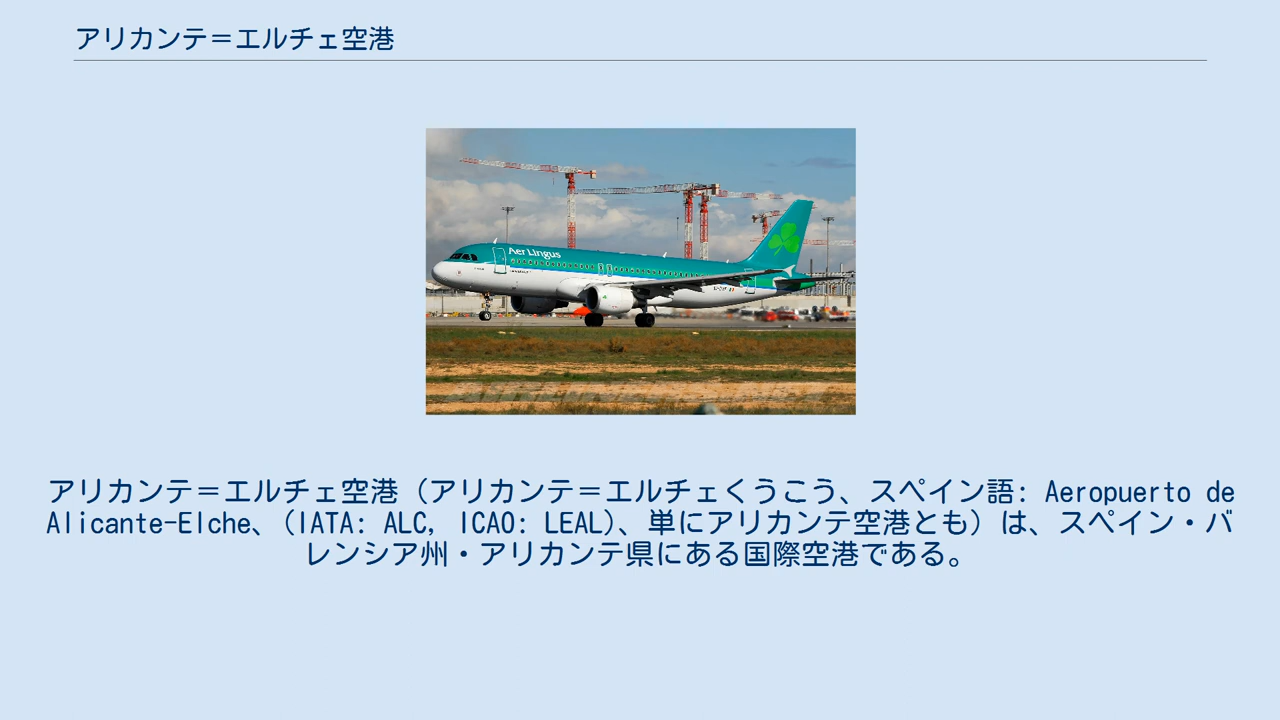 アリカンテ＝エルチェ空港
Aer Lingus
アリカンテ＝エルチェ空港（アリカンテ＝エルチェくうこう、スペイン語: Aeropuerto de
Alicante-Elche、（IATA: ALC, ICAO: LEAL)、単にアリカンテ空港とも）は、スペイン・バ
レンシア州・アリカンテ県にある国際空港である。